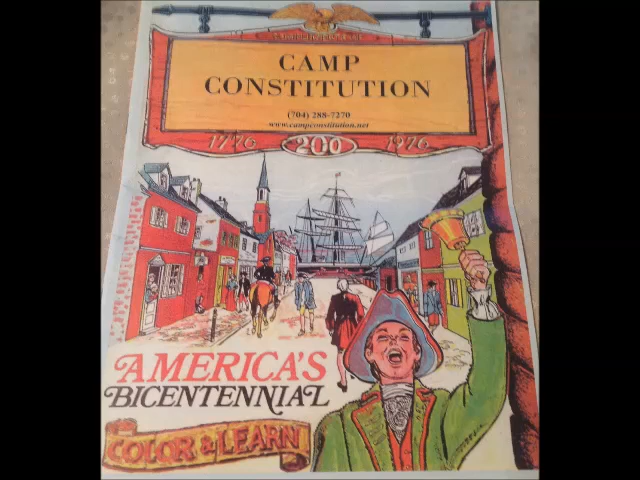 CAMP
CONSTITUTION
(704) 288-7270
www.campconstitution.net
1776 200 1976
AMERICA'S
BICENTENNIAL
COLOR & LEARN